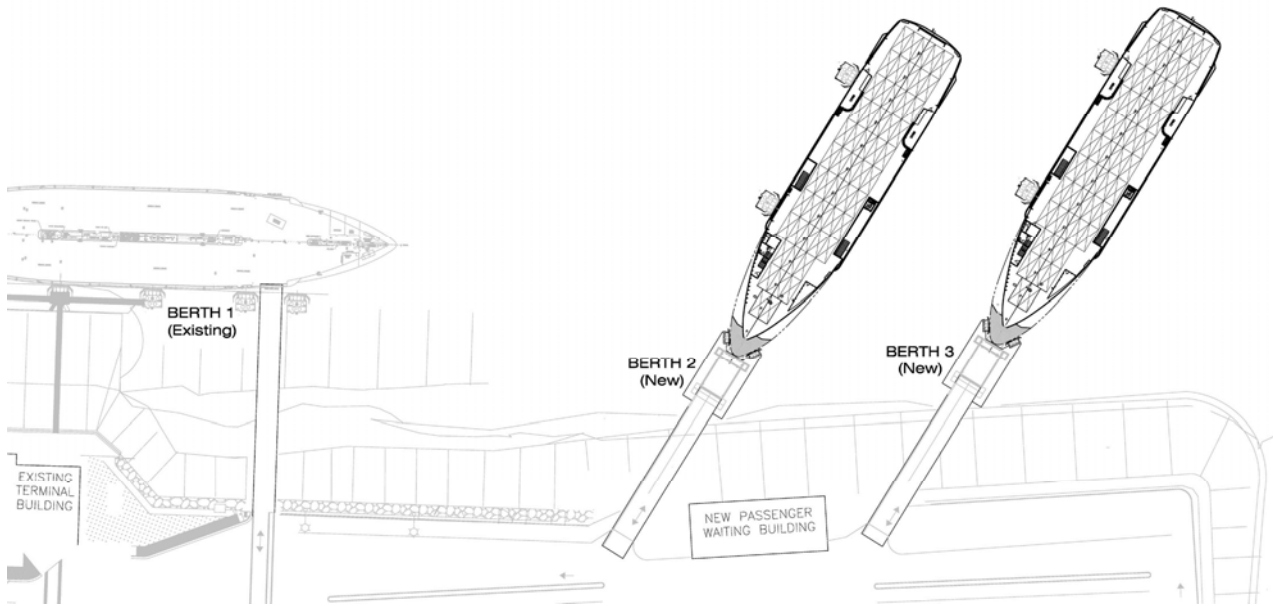 BERTH 1
(Existing)
BERTH 2
(New)
BERTH 3
(New)
EXISTING
TERMINAL
BUILDING
NEW PASSENGER
WAITING BUILDING